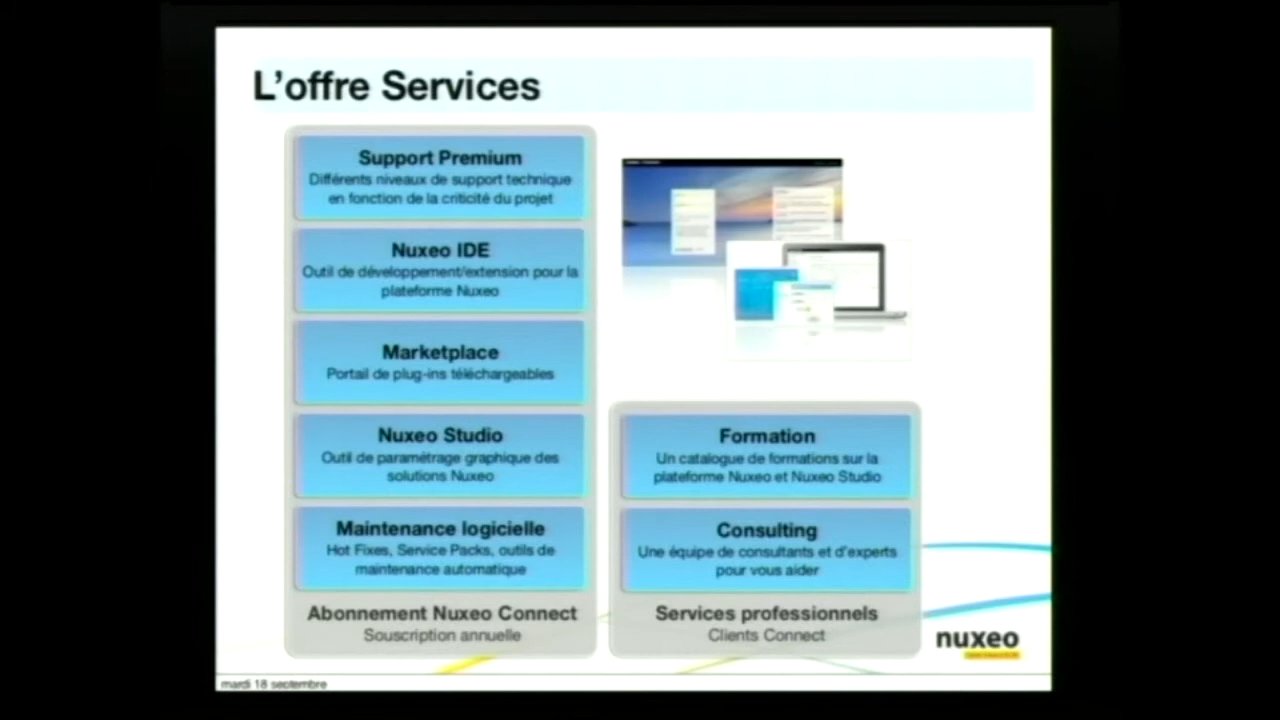 L'offre Services
Support Premium
Différents niveaux de support technique
en fonction de la criticité du projet
Nuxeo IDE
Outil de développement/extension pour la
plateforme Nuxeo
Marketplace
Portail de plug-ins téléchargeables
Nuxeo Studio
Outil de paramétrage graphique des
solutions Nuxeo
Maintenance logicielle
Hot Fixes, Service Packs, outils de
maintenance automatique
Abonnement Nuxeo Connect
Souscription annuelle
Formation
Un catalogue de formations sur la
plateforme Nuxeo et Nuxeo Studio
Consulting
Une équipe de consultants et d'experts
pour vous aider
Services professionnels
Clients Connect
nuxeo
mardi 18 septembre